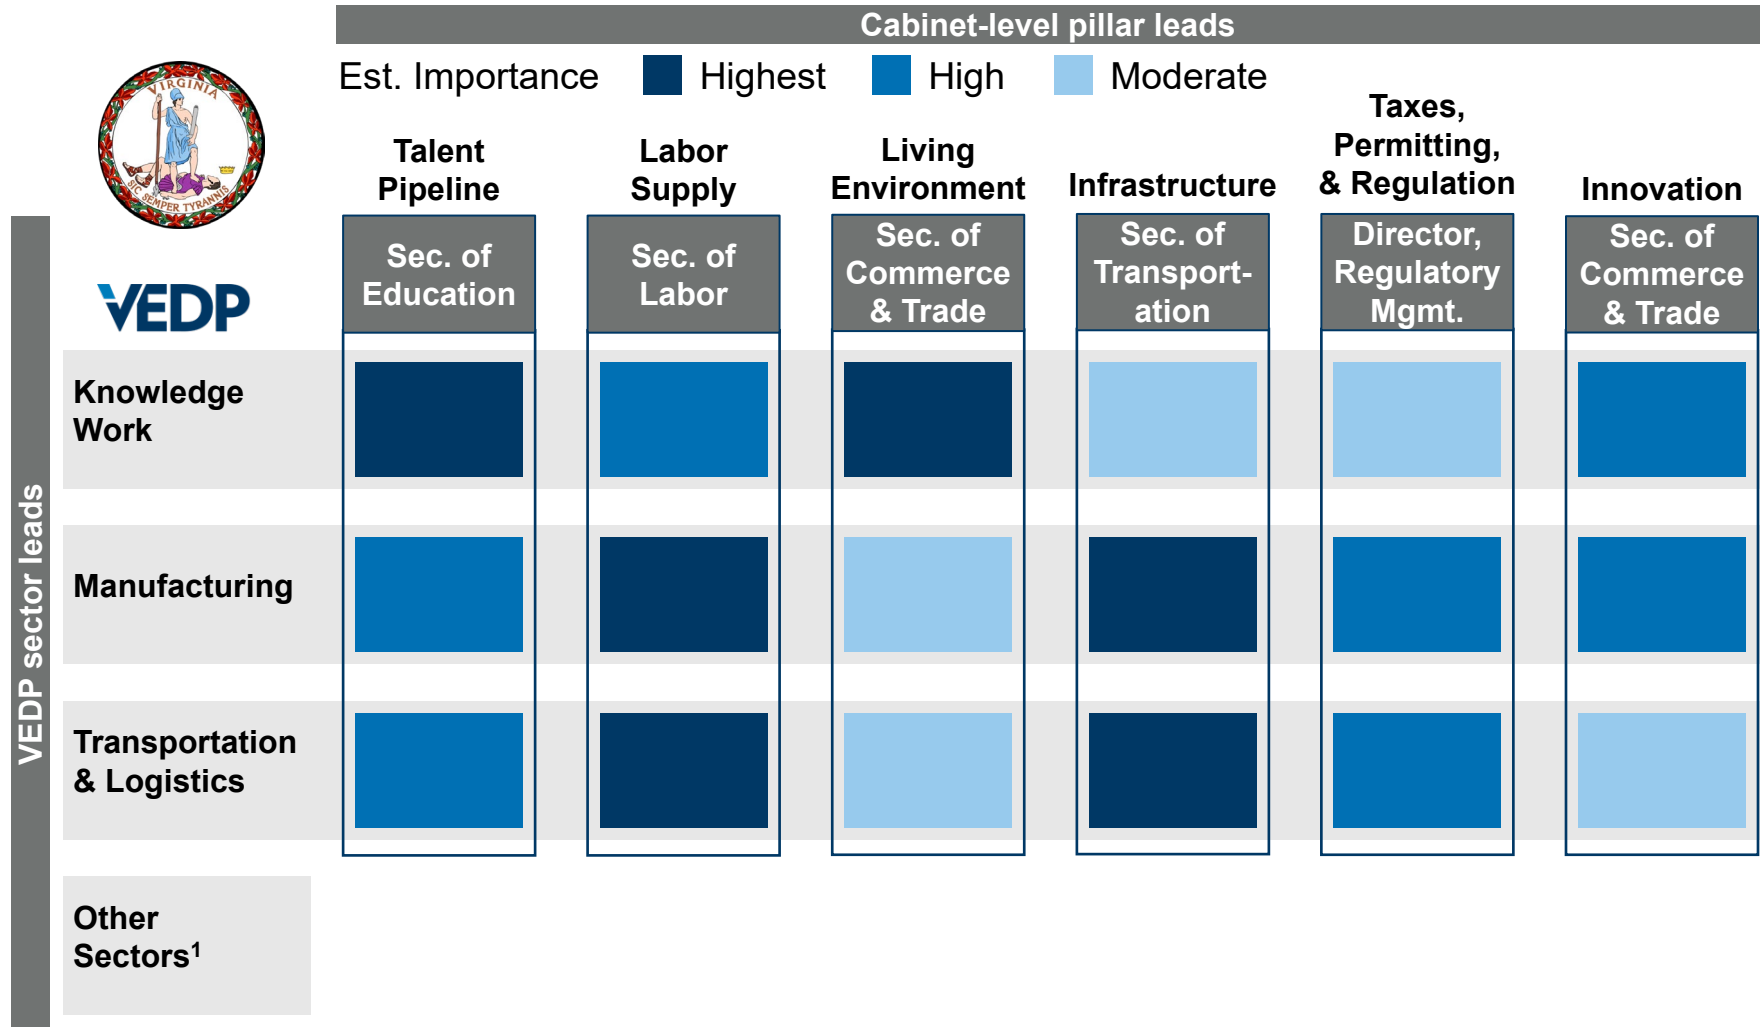 Cabinet-level pillar leads
Est. Importance
Highest
High
Moderate
VIRGINIA
SIC SEMPER TYRANNIS
VEDP
Talent
Pipeline
Labor
Supply
Living
Environment
Infrastructure
Taxes,
Permitting,
& Regulation
Innovation
Sec. of
Education
Sec. of
Labor
Sec. of
Commerce
& Trade
Sec. of
Transport-
ation
Director,
Regulatory
Mgmt.
Sec. of
Commerce
& Trade
VEDP sector leads
Knowledge
Work
Manufacturing
Transportation
& Logistics
Other
Sectors¹